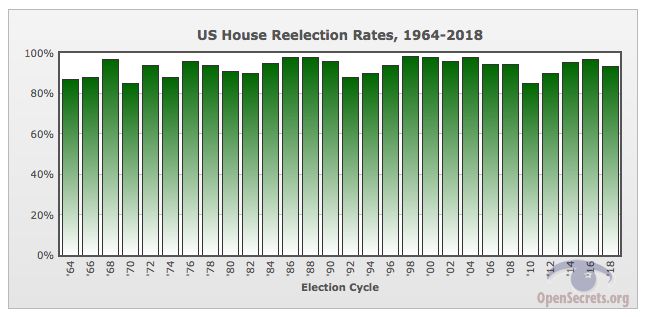 US House Reelection Rates, 1964-2018
100%
80%
60%
40%
20%
0%
'64 '66 '68 '70 '72 '74 '76 '78 '80 '82 '84 '86 '88 '90 '92 '94 '96 '98 '00 '02 '04 '06 '08 '10 '12 '14 '16 '18
Election Cycle
OpenSecrets.org